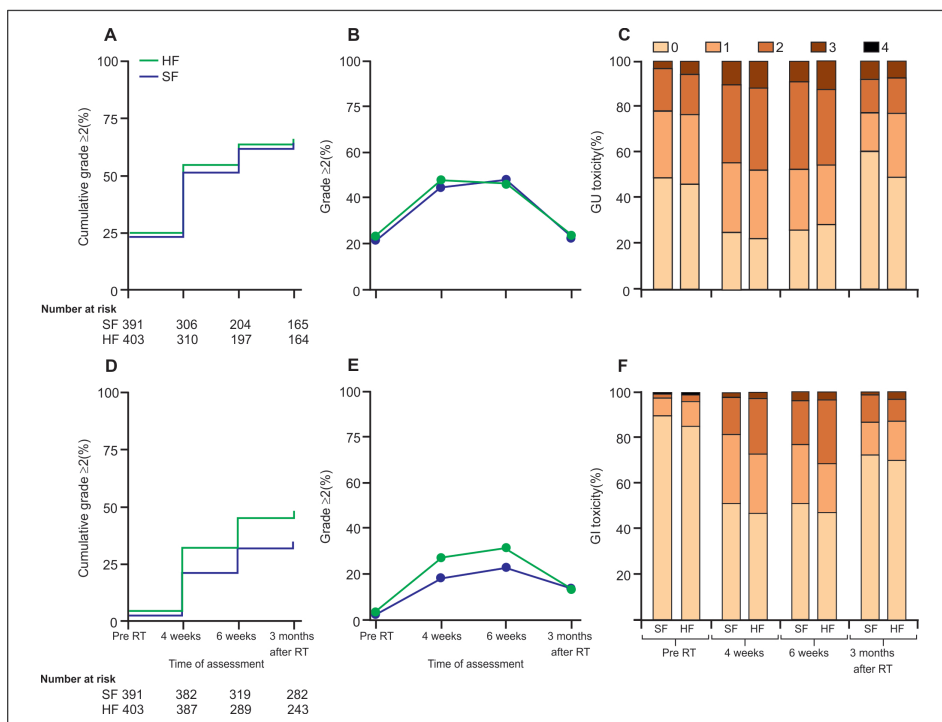 A
Cumulative grade ≥2(%)
100
75
50
25
0
HF
SF
Number at risk
SF 391 306 204 165
HF 403 310 197 164
B
Grade ≥2(%)
100
80
60
40
20
0
C
0 1 2 3 4
GU toxicity(%)
100
80
60
40
20
0
D
Cumulative grade ≥2(%)
100
75
50
25
0
Pre RT 4 weeks 6 weeks 3 months
after RT
Time of assessment
Number at risk
SF 391 382 319 282
HF 403 387 289 243
E
Grade ≥2(%)
100
80
60
40
20
0
Pre RT 4 weeks 6 weeks 3 months
after RT
Time of assessment
F
GI toxicity(%)
100
80
60
40
20
SF HF SF HF SF HF SF HF
Pre RT 4 weeks 6 weeks 3 months
after RT